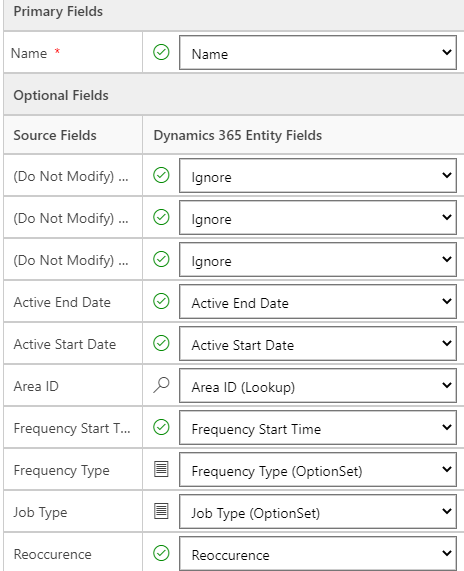 Primary Fields
Name * Name
Optional Fields
Source Fields Dynamics 365 Entity Fields
(Do Not Modify) ... Ignore
(Do Not Modify) ... Ignore
(Do Not Modify) ... Ignore
Active End Date Active End Date
Active Start Date Active Start Date
Area ID Area ID (Lookup)
Frequency Start T... Frequency Start Time
Frequency Type Frequency Type (OptionSet)
Job Type Job Type (OptionSet)
Reoccurence Reoccurence